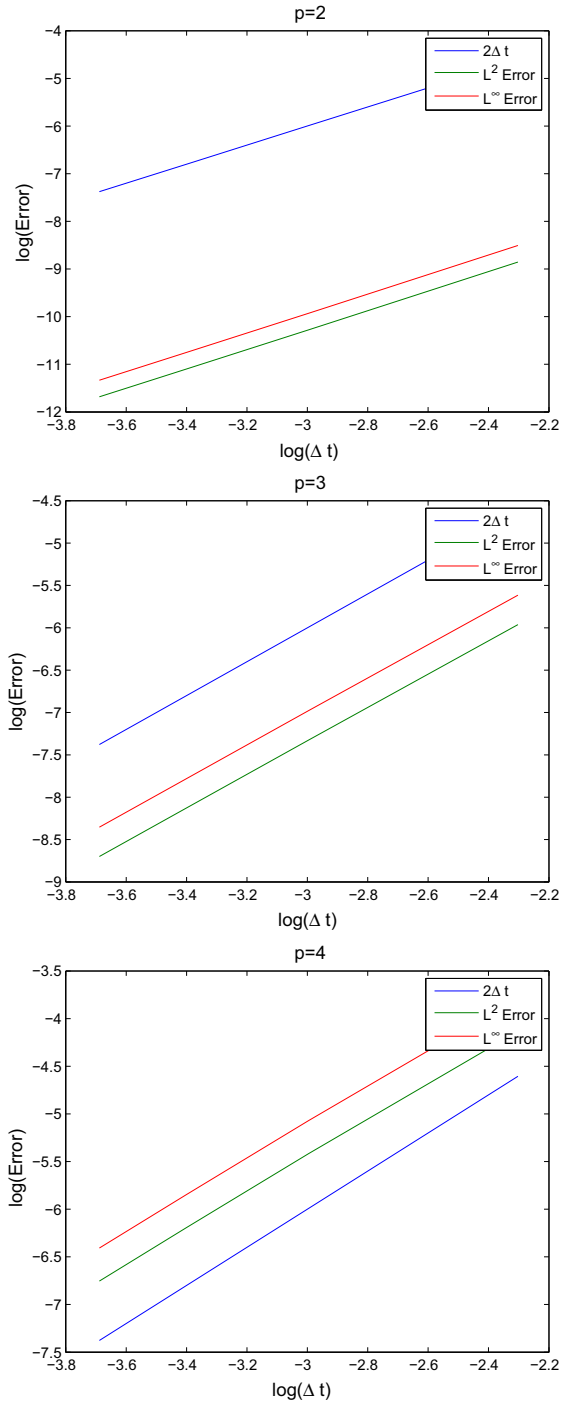 p=2
−4
−5
−6
−7
−8
−9
−10
−11
−12
log(Error)
2Δ t
L² Error
L∞ Error
−3.8 −3.6 −3.4 −3.2 −3 −2.8 −2.6 −2.4 −2.2
log(Δ t)
p=3
−4.5
−5
−5.5
−6
−6.5
−7
−7.5
−8
−8.5
−9
log(Error)
2Δ t
L² Error
L∞ Error
−3.8 −3.6 −3.4 −3.2 −3 −2.8 −2.6 −2.4 −2.2
log(Δ t)
p=4
−3.5
−4
−4.5
−5
−5.5
−6
−6.5
−7
−7.5
log(Error)
2Δ t
L² Error
L∞ Error
−3.8 −3.6 −3.4 −3.2 −3 −2.8 −2.6 −2.4 −2.2
log(Δ t)